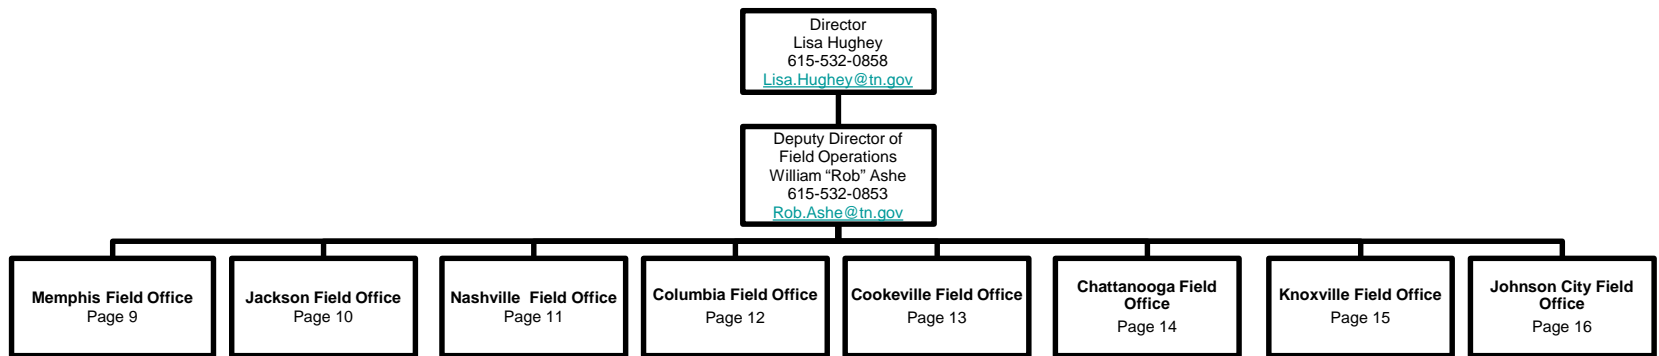 Director
Lisa Hughey
615-532-0858
Lisa.Hughey@tn.gov
Deputy Director of
Field Operations
William “Rob” Ashe
615-532-0853
Rob.Ashe@tn.gov
Memphis Field Office
Page 9
Jackson Field Office
Page 10
Nashville Field Office
Page 11
Columbia Field Office
Page 12
Cookeville Field Office
Page 13
Chattanooga Field
Office
Page 14
Knoxville Field Office
Page 15
Johnson City Field
Office
Page 16